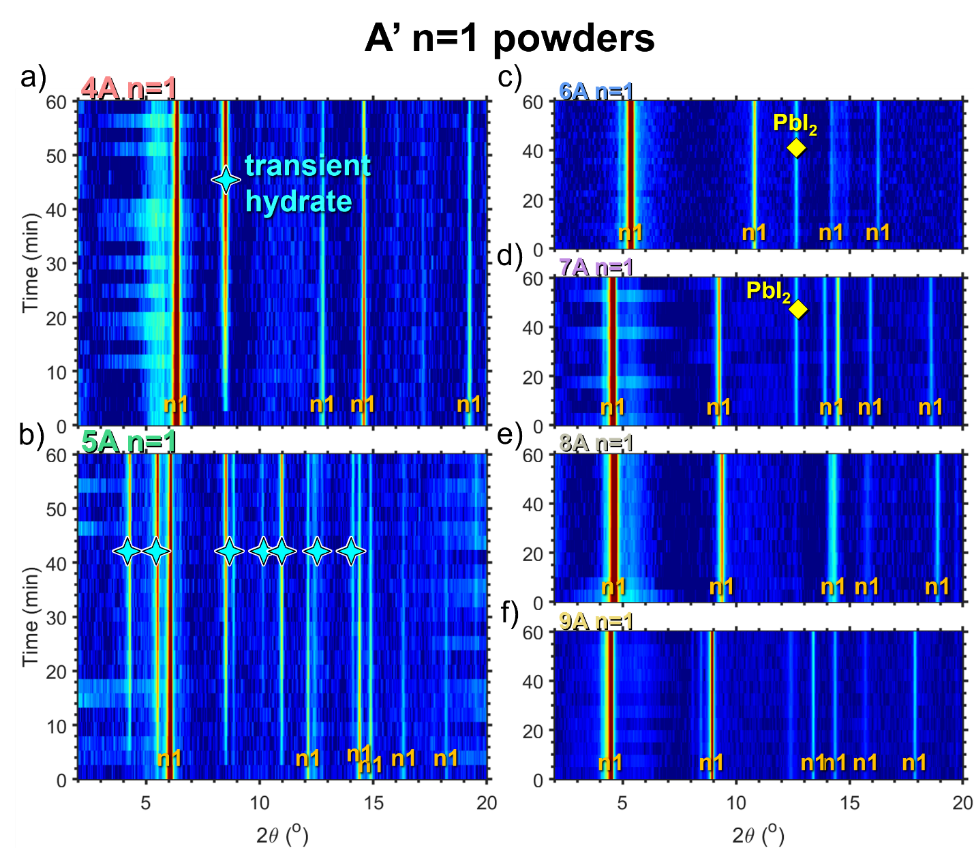 A' n=1 powders
a)
4A n=1
60
50
40
30
20
10
0
Time (min)
transient
hydrate
n1
n1
n1
n1
b)
5A n=1
60
50
40
30
20
10
0
Time (min)
n1
n1
n1
n1
n1
n1
5
10
15
20
2θ (°)
c)
6A n=1
60
40
20
0
PbI₂
n1
n1
n1
n1
d)
7A n=1
60
40
20
0
PbI₂
n1
n1
n1
n1
n1
e)
8A n=1
60
40
20
0
n1
n1
n1
n1
n1
f)
9A n=1
60
40
20
0
n1
n1
n1
n1
n1
n1
5
10
15
20
2θ (°)